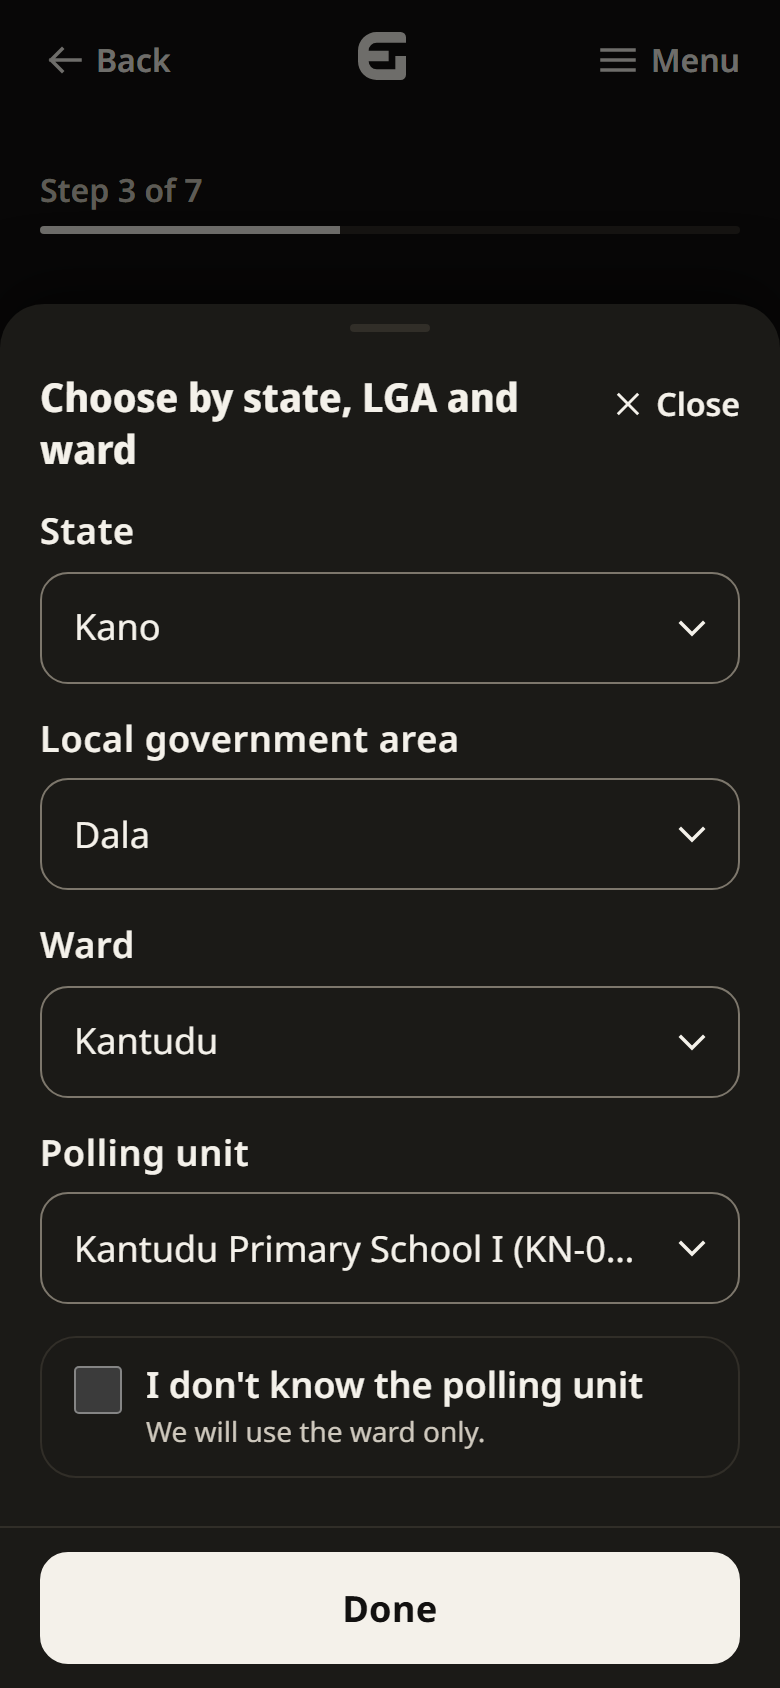 Back
Menu
Step 3 of 7
Choose by state, LGA and
ward
Close
State
Kano
Local government area
Dala
Ward
Kantudu
Polling unit
Kantudu Primary School I (KN-0...
I don't know the polling unit
We will use the ward only.
Done